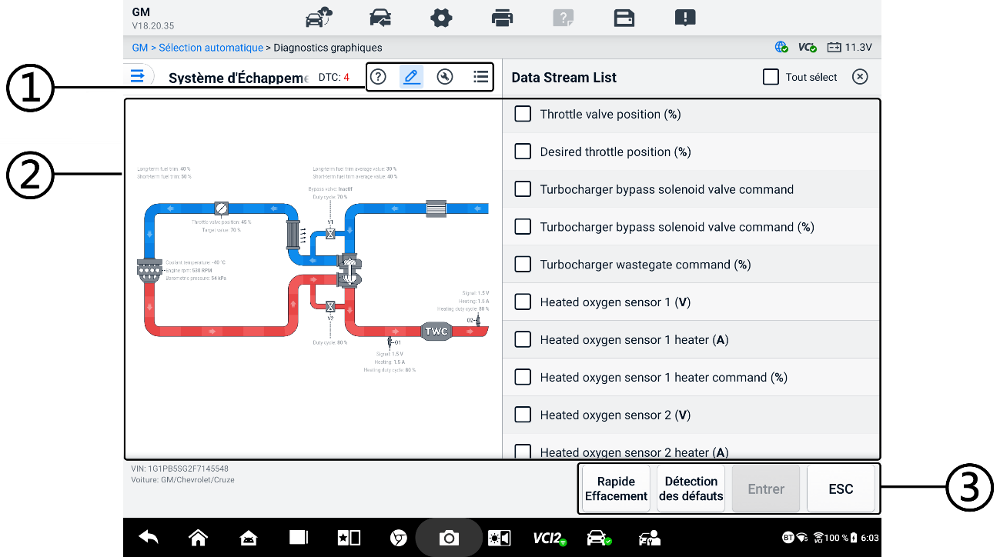 GM
V18.20.35
GM > Sélection automatique > Diagnostics graphiques
VCI
11.3V
1
Système d'Échappeme
DTC: 4
Data Stream List
Tout sélect
2
Long-term fuel trim: 40 %
Short-term fuel trim: 50 %
Long-term fuel trim average value: 30 %
Short-term fuel trim average value: 40 %
Bypass valve: Inactif
Duty cycle: 70 %
V1
Throttle valve position: 45 %
Target value: 70 %
Coolant temperature: -40 °C
Engine rpm: 530 RPM
Barometric pressure: 54 kPa
Signal: 1.5 V
Heating: 1.5 A
Heating duty cycle: 80 %
O2
V2
TWC
Duty cycle: 80 %
O1
Signal: 1.5 V
Heating: 1.5 A
Heating duty cycle: 80 %
Throttle valve position (%)
Desired throttle position (%)
Turbocharger bypass solenoid valve command
Turbocharger bypass solenoid valve command (%)
Turbocharger wastegate command (%)
Heated oxygen sensor 1 (V)
Heated oxygen sensor 1 heater (A)
Heated oxygen sensor 1 heater command (%)
Heated oxygen sensor 2 (V)
Heated oxygen sensor 2 heater (A)
VIN: 1G1PB5SG2F7145548
Voiture: GM/Chevrolet/Cruze
Rapide
Effacement
Détection
des défauts
Entrer
ESC
3
VCI2
BT
5
VCI
100 %
6:03